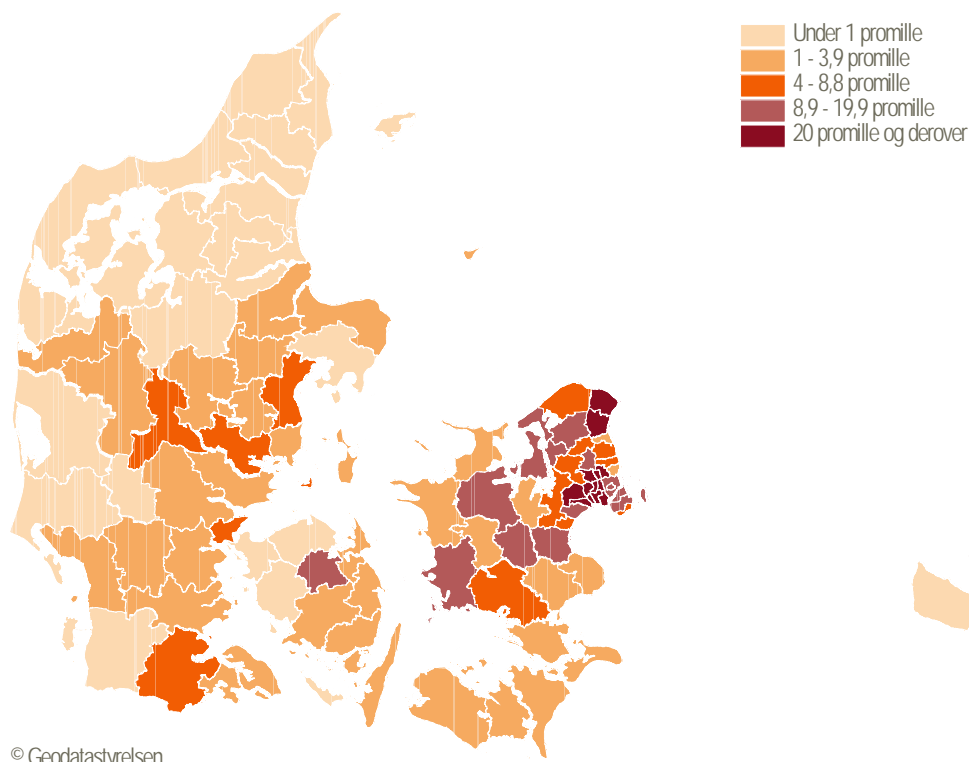 Under 1 promille
1 - 3,9 promille
4 - 8,8 promille
8,9 - 19,9 promille
20 promille og derover
© Geodatastyrelsen